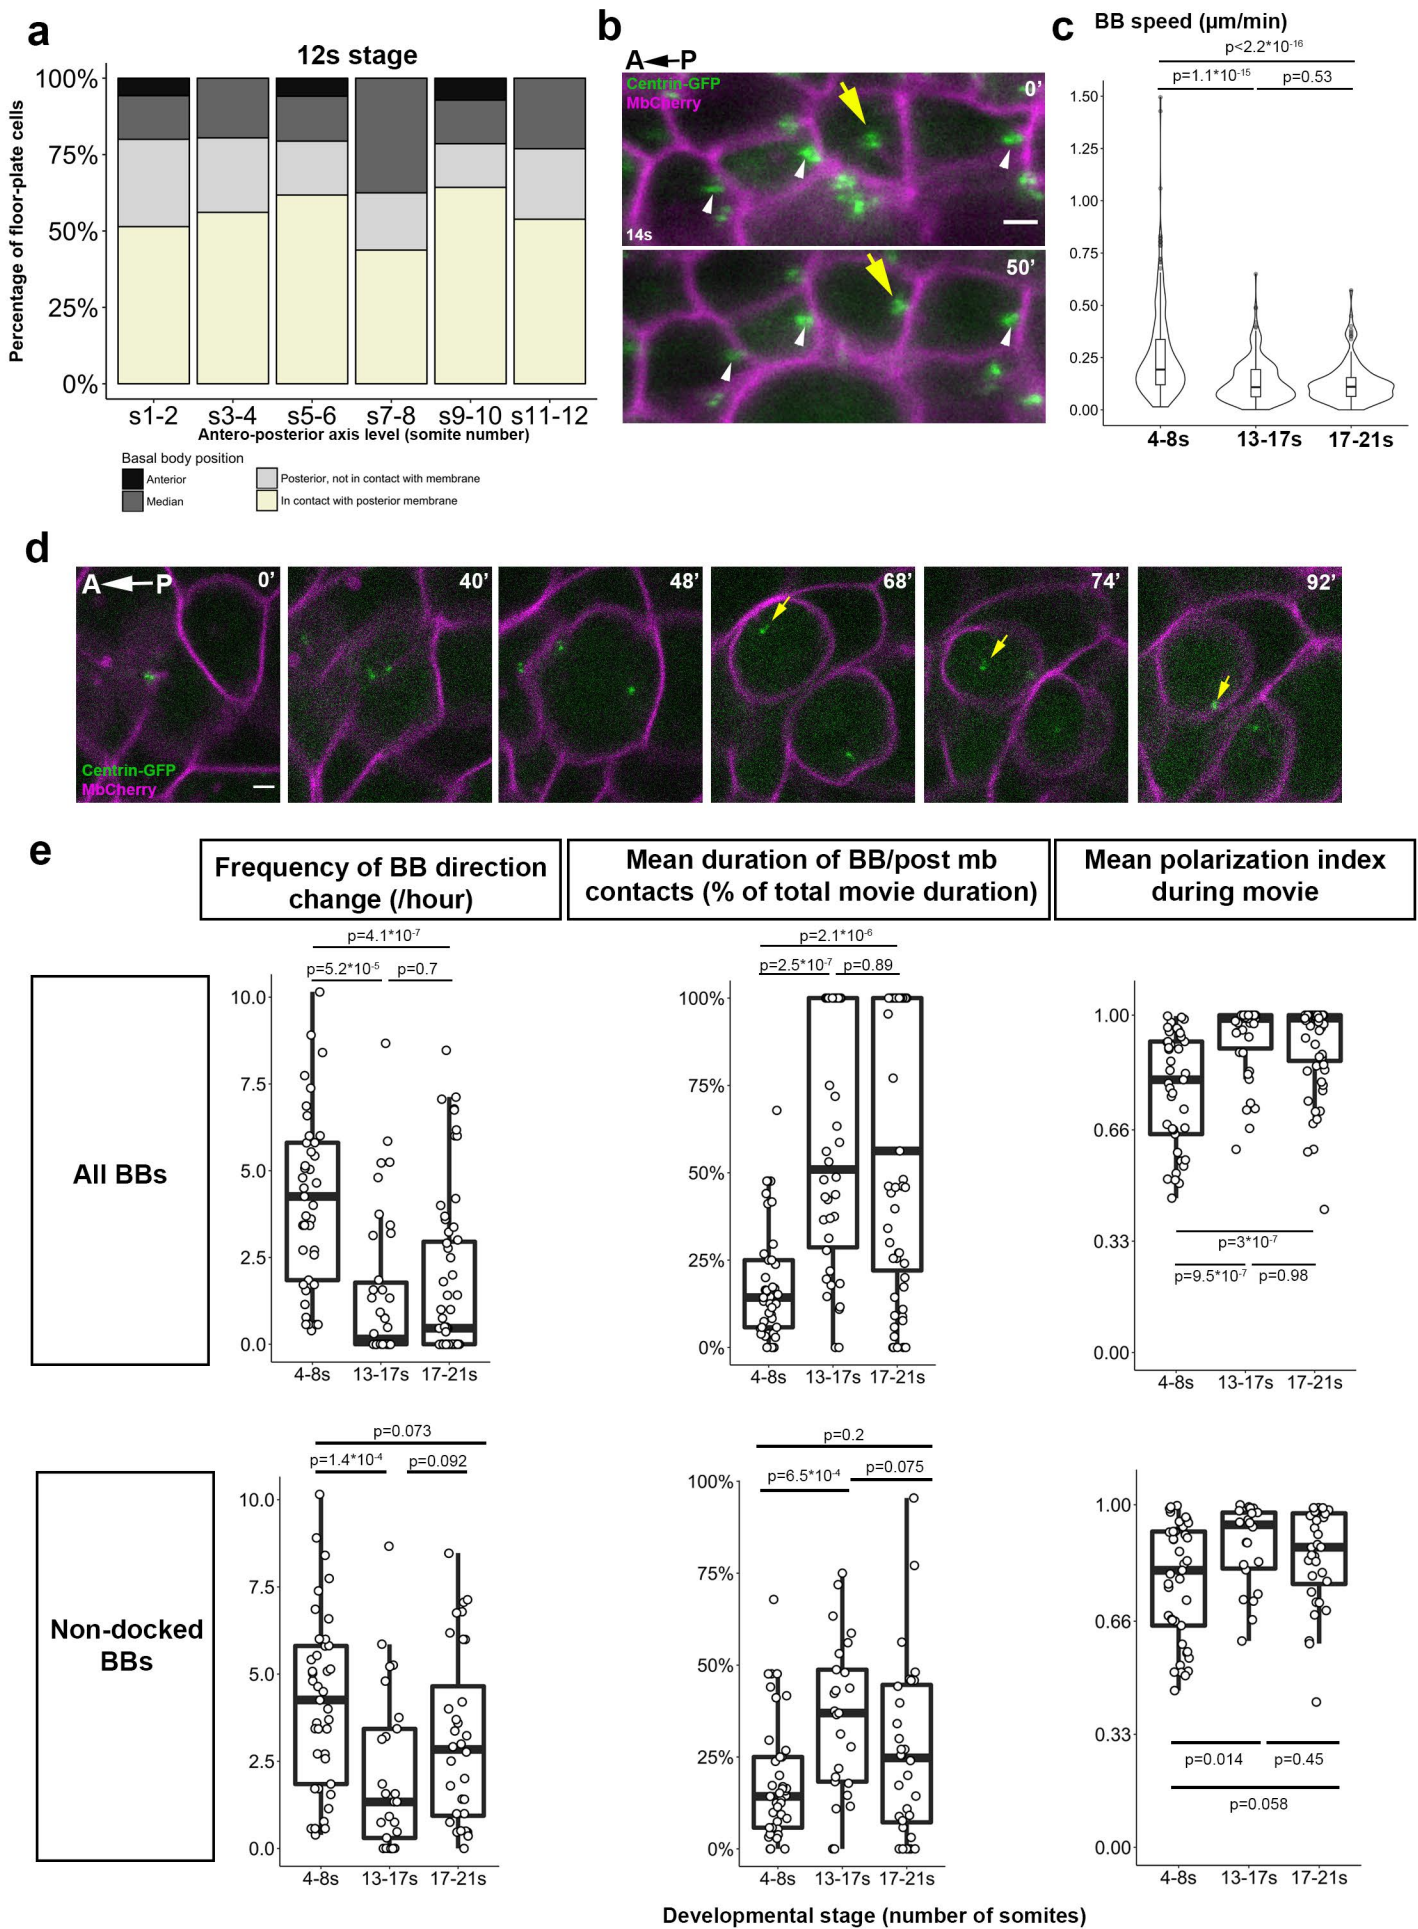 a
12s stage
Percentage of floor-plate cells
100%
75%
50%
25%
0%
s1-2 s3-4 s5-6 s7-8 s9-10 s11-12
Antero-posterior axis level (somite number)
Basal body position
Anterior
Posterior, not in contact with membrane
Median
In contact with posterior membrane
b
A P
Centrin-GFP
MbCherry
0’
14s
50’
c
BB speed (µm/min)
p<2.2*10-16
p=1.1*10-15 p=0.53
1.50
1.25
1.00
0.75
0.50
0.25
0.00
4-8s 13-17s 17-21s
d
A P
0’ 40’ 48’ 68’ 74’ 92’
Centrin-GFP
MbCherry
e
Frequency of BB direction
change (/hour)
Mean duration of BB/post mb
contacts (% of total movie duration)
Mean polarization index
during movie
All BBs
p=4.1*10-7
p=5.2*10-5 p=0.7
10.0
7.5
5.0
2.5
0.0
4-8s 13-17s 17-21s
p=2.1*10-6
p=2.5*10-7 p=0.89
100%
75%
50%
25%
0%
4-8s 13-17s 17-21s
1.00
0.66
0.33
0.00
p=3*10-7
p=9.5*10-7 p=0.98
4-8s 13-17s 17-21s
Non-docked
BBs
p=0.073
p=1.4*10-4 p=0.092
10.0
7.5
5.0
2.5
0.0
4-8s 13-17s 17-21s
p=0.2
p=6.5*10-4 p=0.075
100%
75%
50%
25%
0%
4-8s 13-17s 17-21s
1.00
0.66
0.33
0.00
p=0.014 p=0.45
p=0.058
4-8s 13-17s 17-21s
Developmental stage (number of somites)